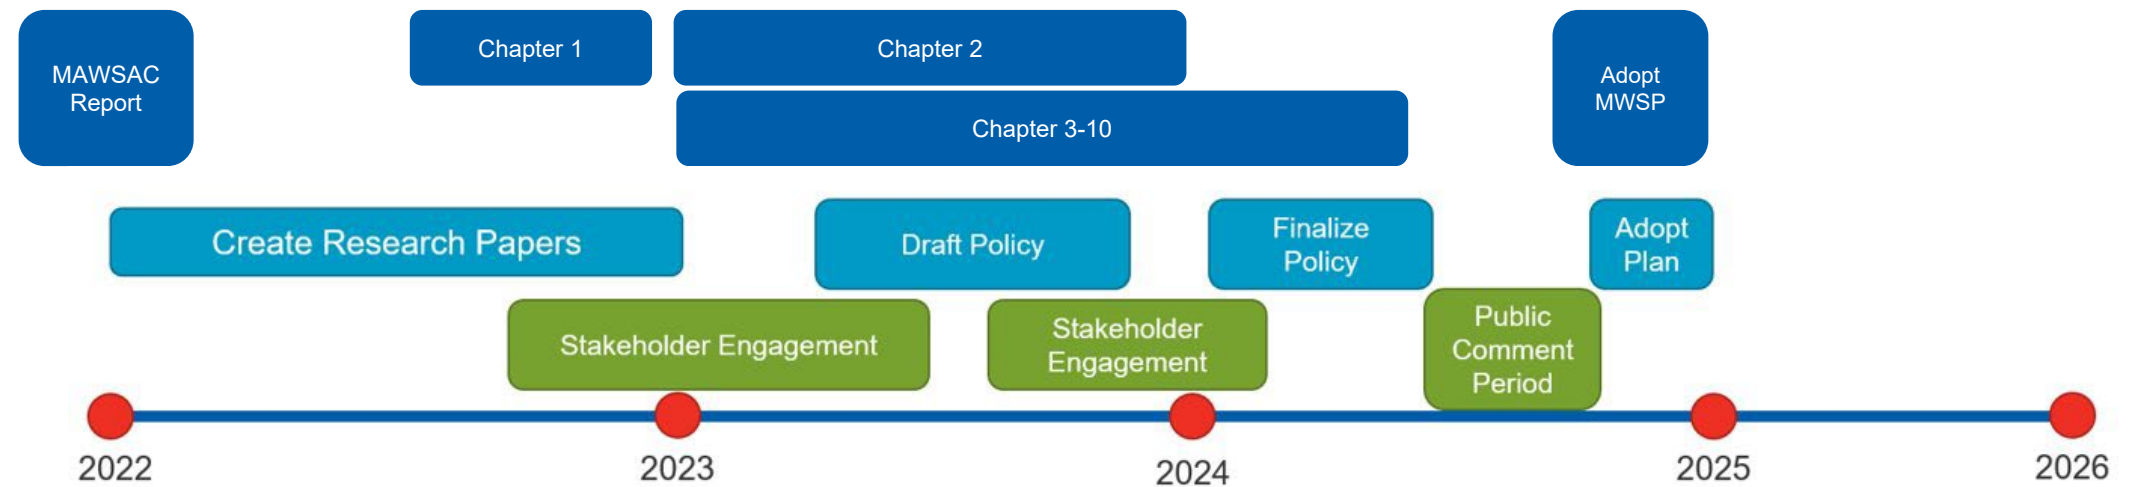 MAWSAC
Report
Chapter 1
Chapter 2
Chapter 3-10
Adopt
MWSP
Create Research Papers
Draft Policy
Finalize
Policy
Adopt
Plan
Stakeholder Engagement
Stakeholder
Engagement
Public
Comment
Period
2022
2023
2024
2025
2026